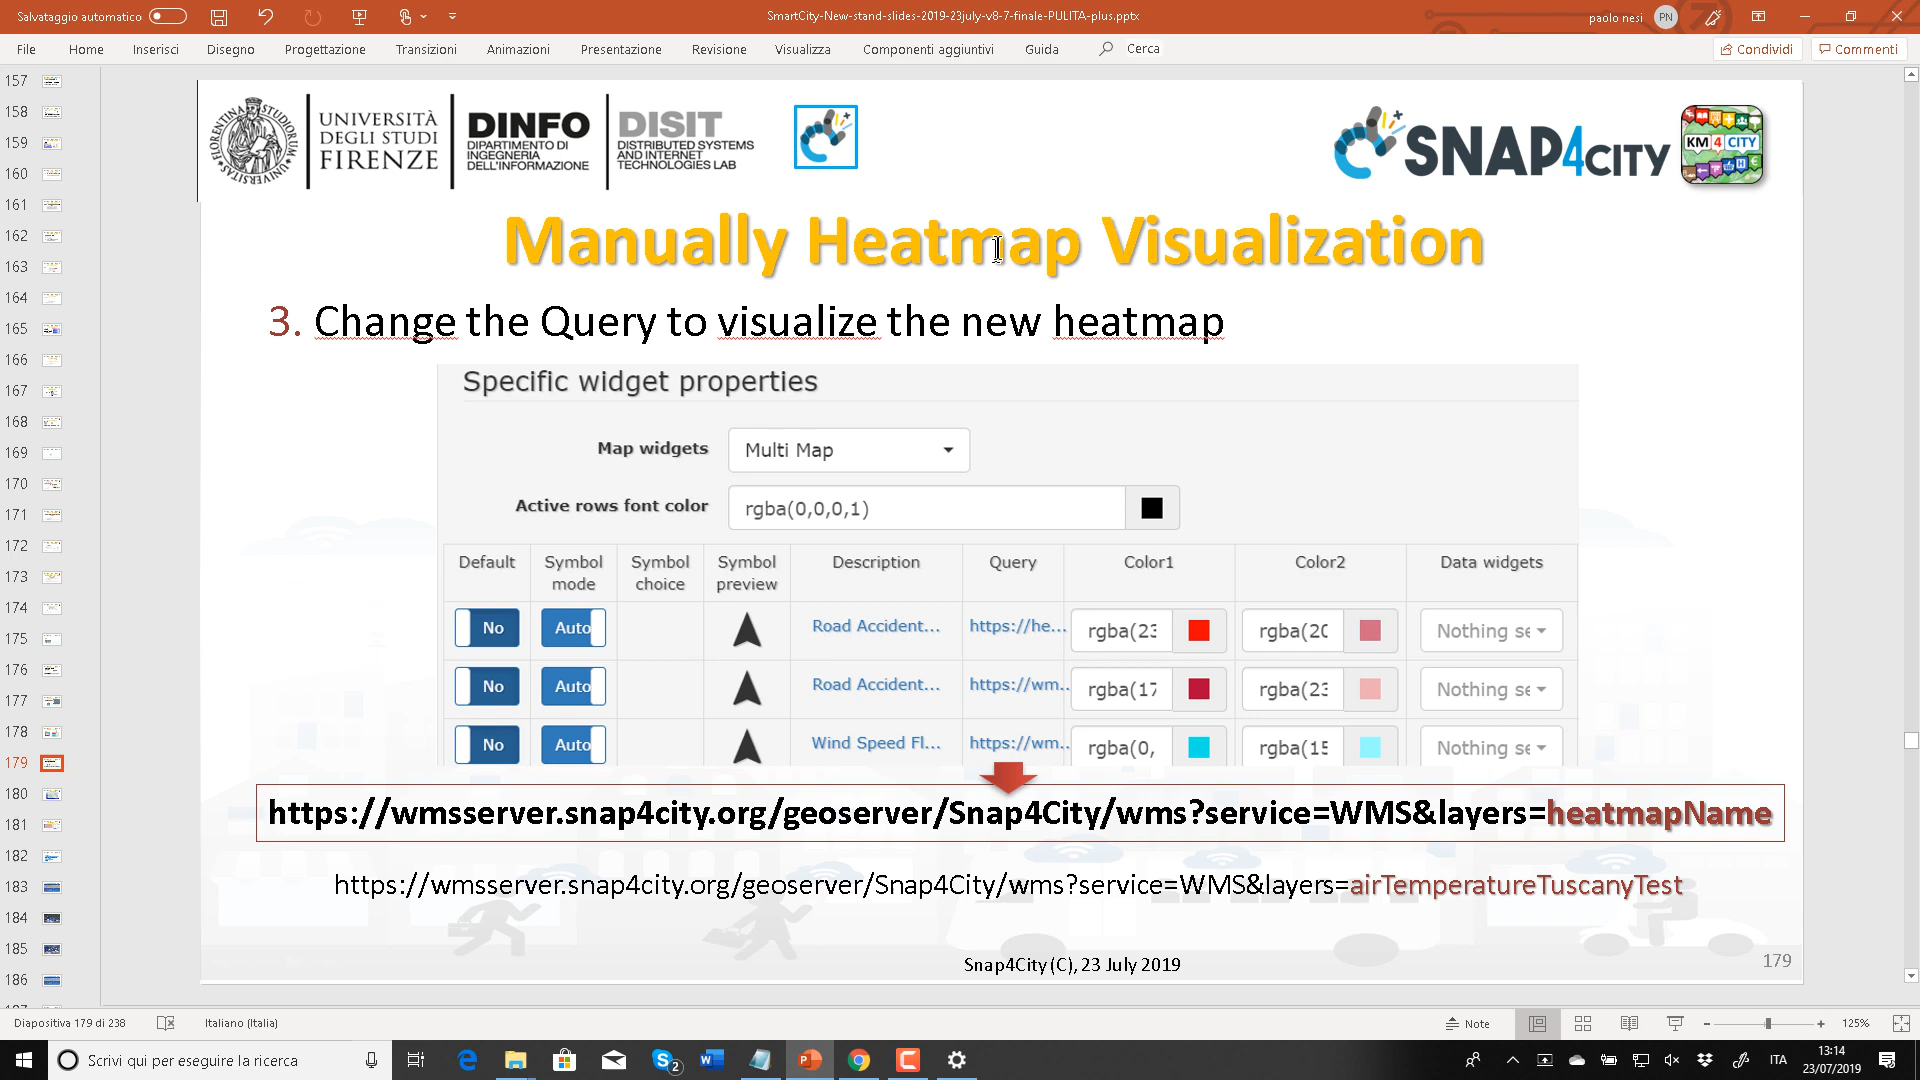 Salvataggio automatico
SmartCity-New-stand-slides-2019-23july-v8-7-finale-PULITA-plus.pptx
paolo nesi
PN
File Home Inserisci Disegno Progettazione Transizioni Animazioni Presentazione Revisione Visualizza Componenti aggiuntivi Guida Cerca
Condividi
Commenti
157
158
159
160
161
162
163
164
165
166
167
168
169
170
171
172
173
174
175
176
177
178
179
180
181
182
183
184
185
186
UNIVERSITÀ
DEGLI STUDI
FIRENZE
DINFO
DIPARTIMENTO DI
INGEGNERIA
DELL'INFORMAZIONE
DISIT
DISTRIBUTED SYSTEMS
AND INTERNET
TECHNOLOGIES LAB
SNAP4CITY
KM 4 CITY
Manually Heatmap Visualization
3. Change the Query to visualize the new heatmap
Specific widget properties
Map widgets
Multi Map
Active rows font color
rgba(0,0,0,1)
Default Symbol mode Symbol choice Symbol preview Description Query Color1 Color2 Data widgets
No Auto Road Accident... https://he... rgba(23 rgba(20 Nothing se
No Auto Road Accident... https://wm.. rgba(17 rgba(23 Nothing se
No Auto Wind Speed Fl... https://wm.. rgba(0, rgba(15 Nothing se
https://wmsserver.snap4city.org/geoserver/Snap4City/wms?service=WMS&layers=heatmapName
https://wmsserver.snap4city.org/geoserver/Snap4City/wms?service=WMS&layers=airTemperatureTuscanyTest
Snap4City (C), 23 July 2019
179
Diapositiva 179 di 238
Italiano (Italia)
Note
125%
Scrivi qui per eseguire la ricerca
2
ITA
13:14
23/07/2019